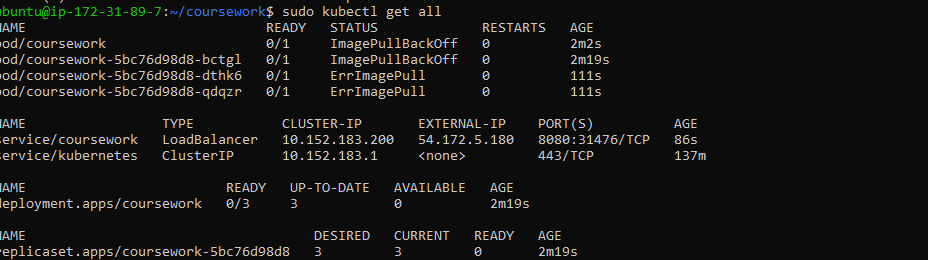 ubuntu@ip-172-31-89-7:~/coursework$ sudo kubectl get all
NAME READY STATUS RESTARTS AGE
pod/coursework 0/1 ImagePullBackOff 0 2m2s
pod/coursework-5bc76d98d8-bctgl 0/1 ImagePullBackOff 0 2m19s
pod/coursework-5bc76d98d8-dthk6 0/1 ErrImagePull 0 111s
pod/coursework-5bc76d98d8-qdqzr 0/1 ErrImagePull 0 111s
NAME TYPE CLUSTER-IP EXTERNAL-IP PORT(S) AGE
service/coursework LoadBalancer 10.152.183.200 54.172.5.180 8080:31476/TCP 86s
service/kubernetes ClusterIP 10.152.183.1 <none> 443/TCP 137m
NAME READY UP-TO-DATE AVAILABLE AGE
deployment.apps/coursework 0/3 3 0 2m19s
NAME DESIRED CURRENT READY AGE
replicaset.apps/coursework-5bc76d98d8 3 3 0 2m19s